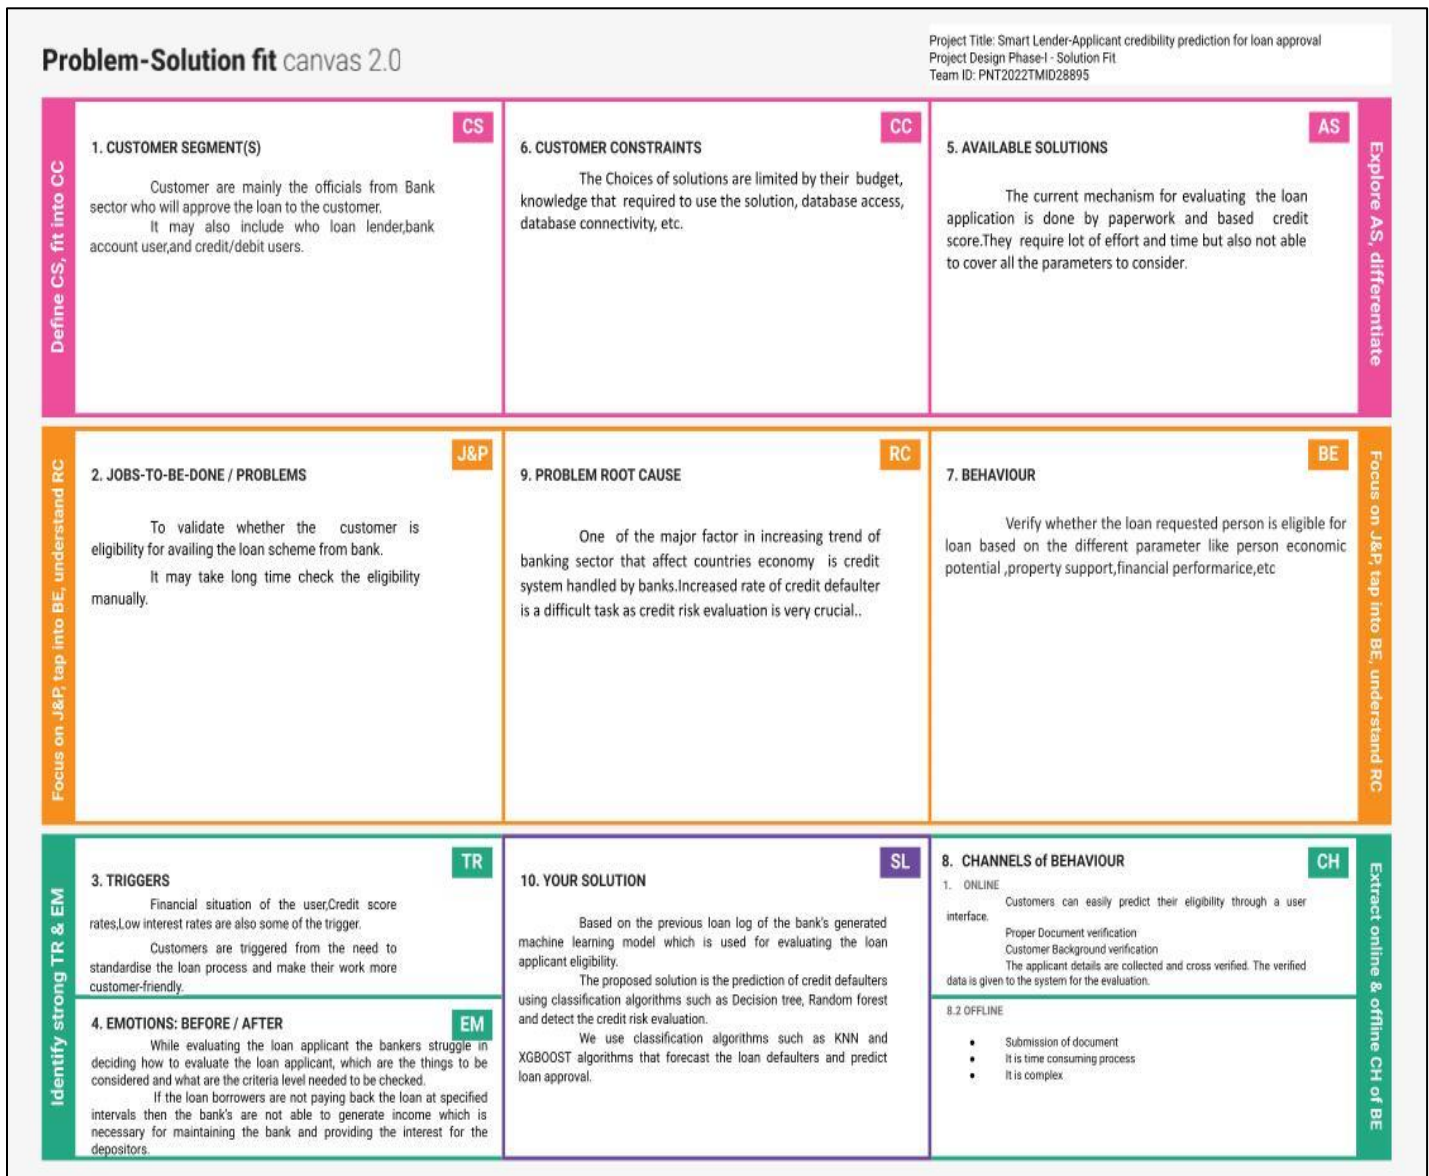 Problem-Solution fit canvas 2.0
Project Title: Smart Lender-Applicant credibility prediction for loan approval
Project Design Phase-I - Solution Fit
Team ID: PNT2022TMID28895
Define CS, fit into CC
CS
1. CUSTOMER SEGMENT(S)
Customer are mainly the officials from Bank
sector who will approve the loan to the customer.
It may also include who loan lender,bank
account user,and credit/debit users.
CC
6. CUSTOMER CONSTRAINTS
The Choices of solutions are limited by their budget,
knowledge that required to use the solution, database access,
database connectivity, etc.
AS
5. AVAILABLE SOLUTIONS
The current mechanism for evaluating the loan
application is done by paperwork and based credit
score.They require lot of effort and time but also not able
to cover all the parameters to consider.
Explore AS, differentiate
Focus on J&P, tap into BE, understand RC
J&P
2. JOBS-TO-BE-DONE / PROBLEMS
To validate whether the customer is
eligibility for availing the loan scheme from bank.
It may take long time check the eligibility
manually.
RC
9. PROBLEM ROOT CAUSE
One of the major factor in increasing trend of
banking sector that affect countries economy is credit
system handled by banks.Increased rate of credit defaulter
is a difficult task as credit risk evaluation is very crucial..
BE
7. BEHAVIOUR
Verify whether the loan requested person is eligible for
loan based on the different parameter like person economic
potential ,property support,financial performarice,etc
Focus on J&P, tap into BE, understand RC
Identify strong TR & EM
TR
3. TRIGGERS
Financial situation of the user,Credit score
rates,Low interest rates are also some of the trigger.
Customers are triggered from the need to
standardise the loan process and make their work more
customer-friendly.
4. EMOTIONS: BEFORE / AFTER
EM
While evaluating the loan applicant the bankers struggle in
deciding how to evaluate the loan applicant, which are the things to be
considered and what are the criteria level needed to be checked.
If the loan borrowers are not paying back the loan at specified
intervals then the bank's are not able to generate income which is
necessary for maintaining the bank and providing the interest for the
depositors.
SL
10. YOUR SOLUTION
Based on the previous loan log of the bank's generated
machine learning model which is used for evaluating the loan
applicant eligibility.
The proposed solution is the prediction of credit defaulters
using classification algorithms such as Decision tree, Random forest
and detect the credit risk evaluation.
We use classification algorithms such as KNN and
XGBOOST algorithms that forecast the loan defaulters and predict
loan approval.
8. CHANNELS of BEHAVIOUR
CH
1. ONLINE
Customers can easily predict their eligibility through a user
interface.
Proper Document verification
Customer Background verification
The applicant details are collected and cross verified. The verified
data is given to the system for the evaluation.
8.2 OFFLINE
• Submission of document
• It is time consuming process
• It is complex
Extract online & offline CH of BE